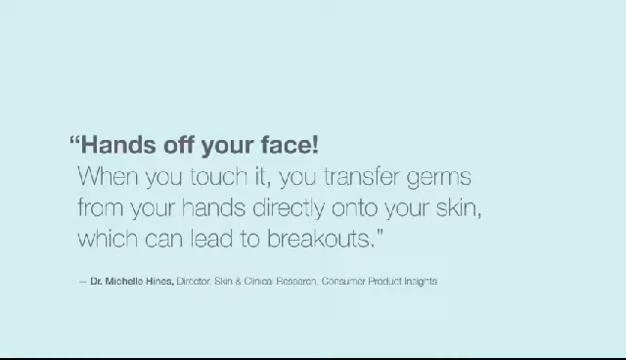 “Hands off your face!
When you touch it, you transfer germs
from your hands directly onto your skin,
which can lead to breakouts.”
— Dr. Michelle Hines, Director, Skin & Clinical Research, Consumer Product Insights